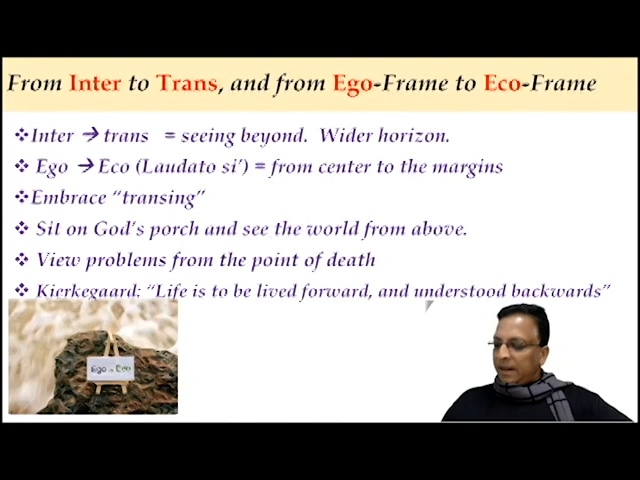 From Inter to Trans, and from Ego-Frame to Eco-Frame
❖Inter → trans = seeing beyond. Wider horizon.
❖ Ego → Eco (Laudato si’) = from center to the margins
❖Embrace “transing”
❖ Sit on God’s porch and see the world from above.
❖ View problems from the point of death
❖ Kierkegaard: “Life is to be lived forward, and understood backwards”
Ego to Eco